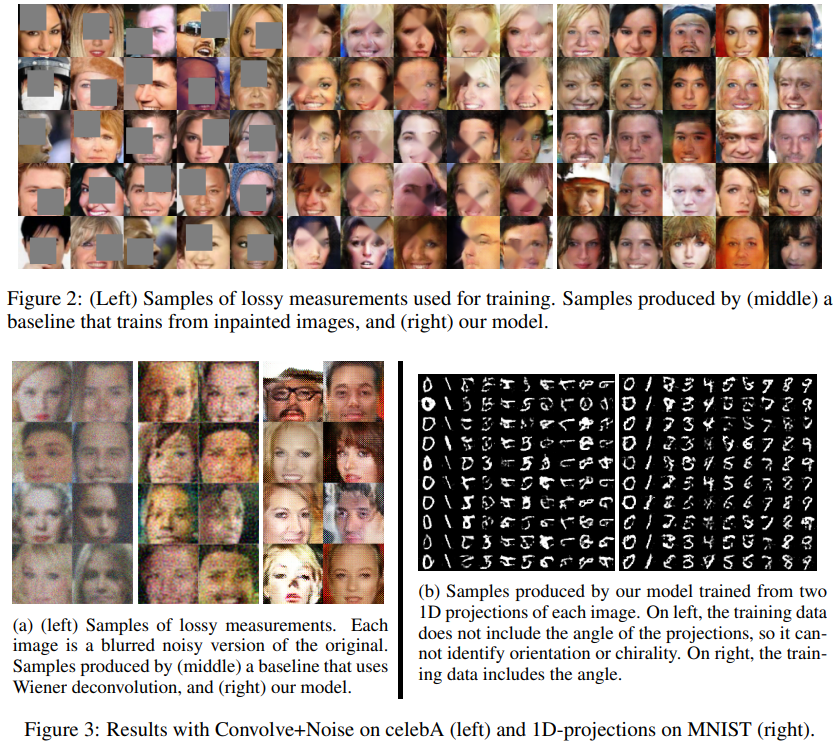 Figure 2: (Left) Samples of lossy measurements used for training. Samples produced by (middle) a
baseline that trains from inpainted images, and (right) our model.
(a) (left) Samples of lossy measurements. Each
image is a blurred noisy version of the original.
Samples produced by (middle) a baseline that uses
Wiener deconvolution, and (right) our model.
(b) Samples produced by our model trained from two
1D projections of each image. On left, the training data
does not include the angle of the projections, so it can-
not identify orientation or chirality. On right, the train-
ing data includes the angle.
Figure 3: Results with Convolve+Noise on celebA (left) and 1D-projections on MNIST (right).